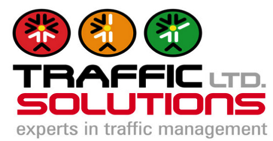 TRAFFIC LTD.
SOLUTIONS
experts in traffic management